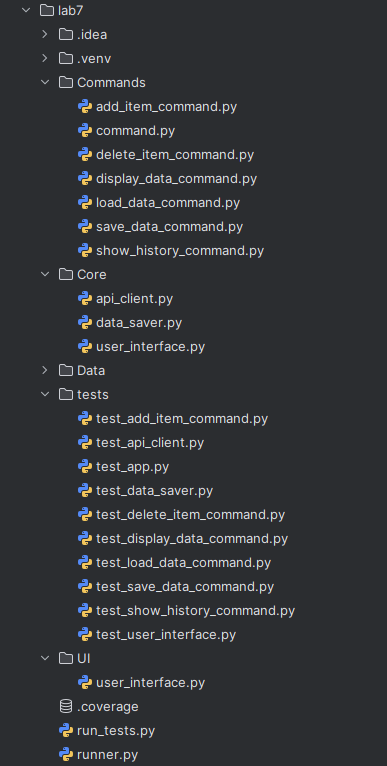 lab7
.idea
.venv
Commands
add_item_command.py
command.py
delete_item_command.py
display_data_command.py
load_data_command.py
save_data_command.py
show_history_command.py
Core
api_client.py
data_saver.py
user_interface.py
Data
tests
test_add_item_command.py
test_api_client.py
test_app.py
test_data_saver.py
test_delete_item_command.py
test_display_data_command.py
test_load_data_command.py
test_save_data_command.py
test_show_history_command.py
test_user_interface.py
UI
user_interface.py
.coverage
run_tests.py
runner.py